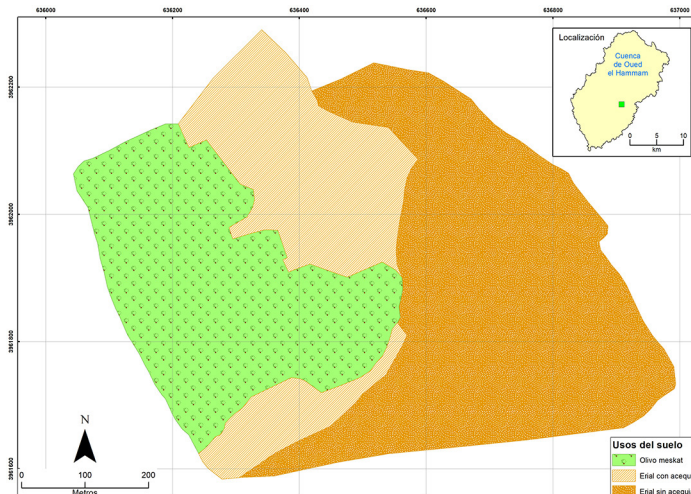 636000
636200
636400
636600
636800
637000
3962200
3962000
3961800
3961600
Localización
Cuenca
de Oued
el Hammam
0 5 10
km
N
0 100 200
Metros
Usos del suelo
Olivo meskat
Erial con acequ
Erial sin acequi